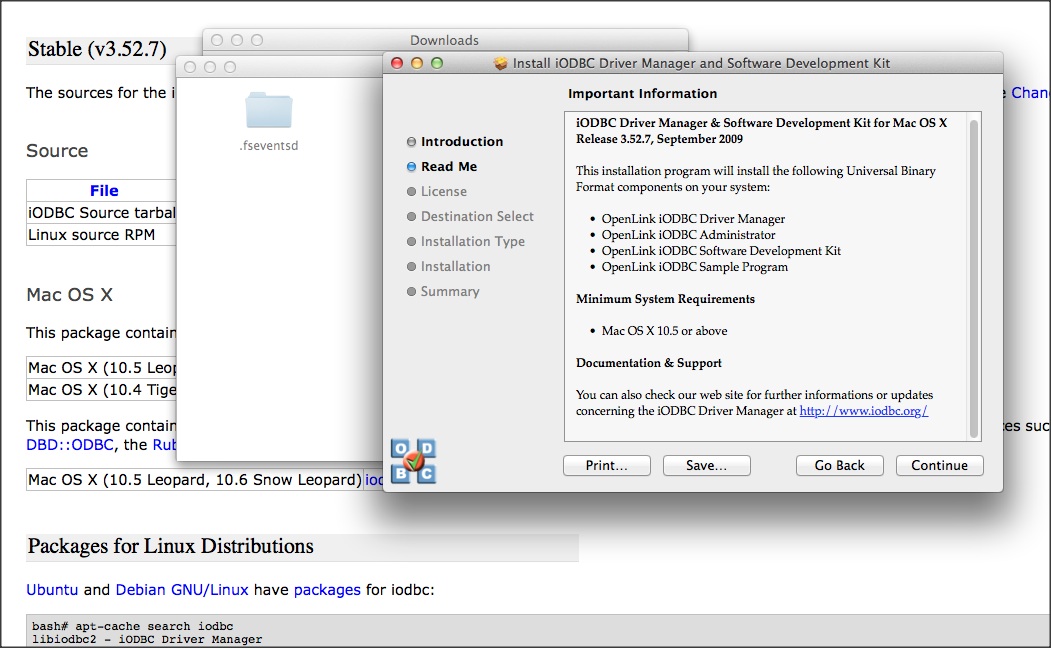 Stable (v3.52.7)
The sources for the i
Chan
Source
File
iODBC Source tarbal
Linux source RPM
Mac OS X
This package contain
Mac OS X (10.5 Leop
Mac OS X (10.4 Tige
This package contain
ces suc
DBD::ODBC, the Rub
Mac OS X (10.5 Leopard, 10.6 Snow Leopard) iod
Packages for Linux Distributions
Ubuntu and Debian GNU/Linux have packages for iodbc:
bash# apt-cache search iodbc
libiodbc2 - iODBC Driver Manager
Downloads
.fseventsd
Install iODBC Driver Manager and Software Development Kit
Introduction
Read Me
License
Destination Select
Installation Type
Installation
Summary
O D
B C
Important Information
iODBC Driver Manager & Software Development Kit for Mac OS X
Release 3.52.7, September 2009
This installation program will install the following Universal Binary
Format components on your system:
• OpenLink iODBC Driver Manager
• OpenLink iODBC Administrator
• OpenLink iODBC Software Development Kit
• OpenLink iODBC Sample Program
Minimum System Requirements
• Mac OS X 10.5 or above
Documentation & Support
You can also check our web site for further informations or updates
concerning the iODBC Driver Manager at http://www.iodbc.org/
Print... Save... Go Back Continue